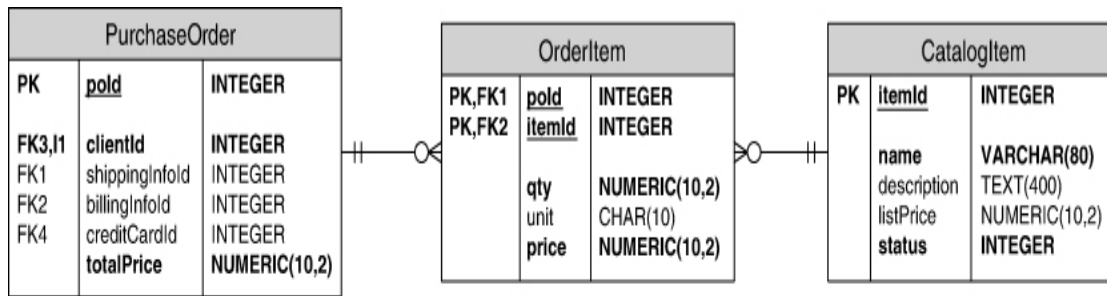 PurchaseOrder
PK poId INTEGER
FK3,I1 clientId INTEGER
FK1 shippingInfoId INTEGER
FK2 billingInfoId INTEGER
FK4 creditCardId INTEGER
totalPrice NUMERIC(10,2)
OrderItem
PK,FK1 poId INTEGER
PK,FK2 itemId INTEGER
qty NUMERIC(10,2)
unit CHAR(10)
price NUMERIC(10,2)
CatalogItem
PK itemId INTEGER
name VARCHAR(80)
description TEXT(400)
listPrice NUMERIC(10,2)
status INTEGER